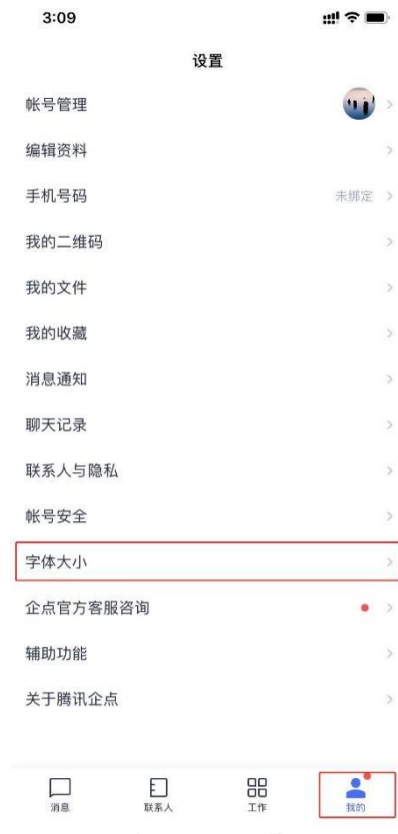 3:09
设置
帐号管理
编辑资料
手机号码 未绑定
我的二维码
我的文件
我的收藏
消息通知
聊天记录
联系人与隐私
帐号安全
字体大小
企点官方客服咨询
辅助功能
关于腾讯企点
消息 联系人 工作 我的